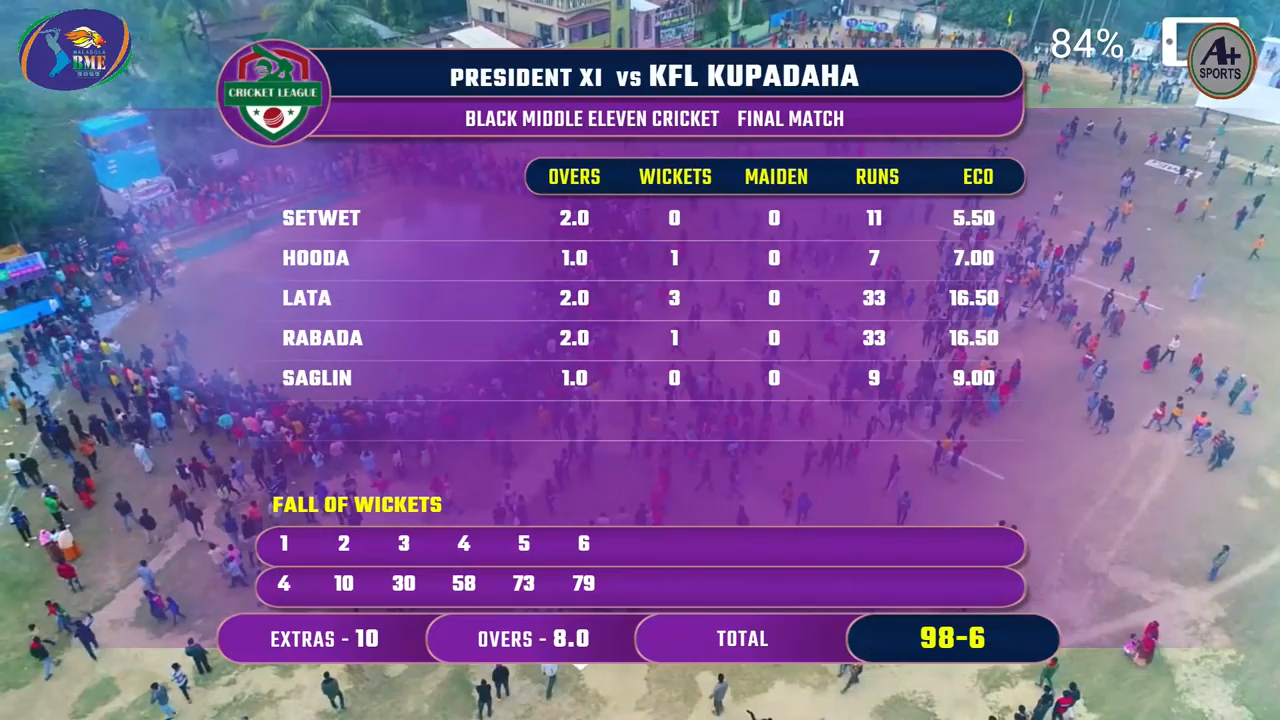 84%
A+
SPORTS
BME
CRICKET LEAGUE
PRESIDENT XI vs KFL KUPADAHA
BLACK MIDDLE ELEVEN CRICKET FINAL MATCH
OVERS WICKETS MAIDEN RUNS ECO
SETWET 2.0 0 0 11 5.50
HOODA 1.0 1 0 7 7.00
LATA 2.0 3 0 33 16.50
RABADA 2.0 1 0 33 16.50
SAGLIN 1.0 0 0 9 9.00
FALL OF WICKETS
1 2 3 4 5 6
4 10 30 58 73 79
EXTRAS - 10 OVERS - 8.0 TOTAL 98-6